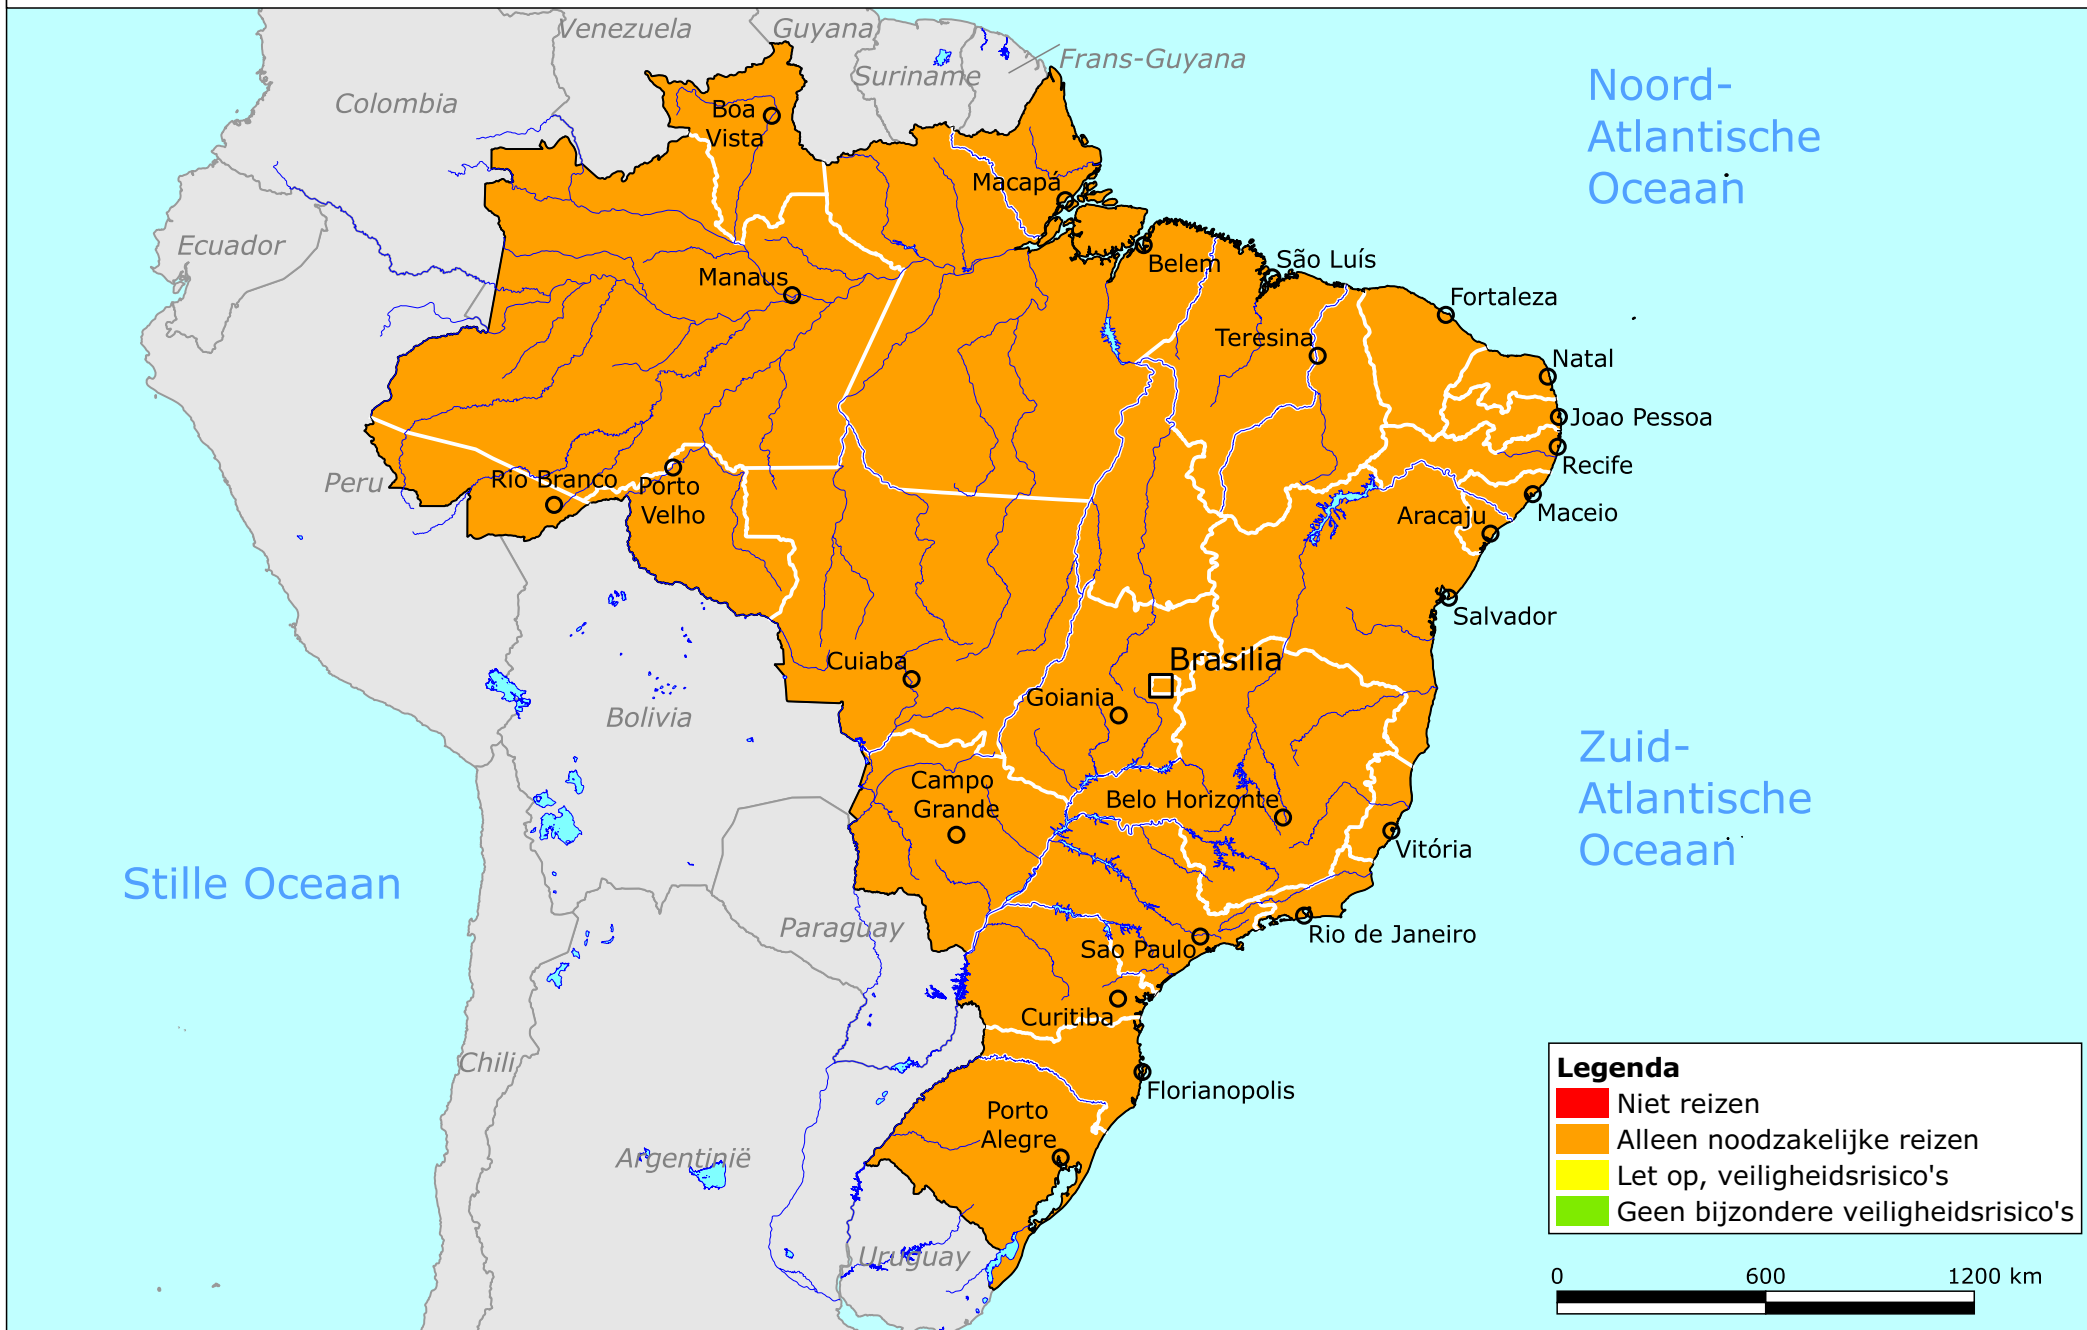 Venezuela
Guyana
Suriname
Frans-Guyana
Colombia
Ecuador
Peru
Bolivia
Paraguay
Chili
Argentinië
Uruguay
Noord-
Atlantische
Oceaan
Zuid-
Atlantische
Oceaan
Stille Oceaan
Boa
Vista
Macapá
Belem
São Luís
Manaus
Fortaleza
Teresina
Natal
Joao Pessoa
Recife
Rio Branco
Porto
Velho
Maceio
Aracaju
Salvador
Cuiaba
Brasilia
Goiania
Campo
Grande
Belo Horizonte
Vitória
Rio de Janeiro
Sao Paulo
Curitiba
Florianopolis
Porto
Alegre
Legenda
Niet reizen
Alleen noodzakelijke reizen
Let op, veiligheidsrisico's
Geen bijzondere veiligheidsrisico's
0 600 1200 km